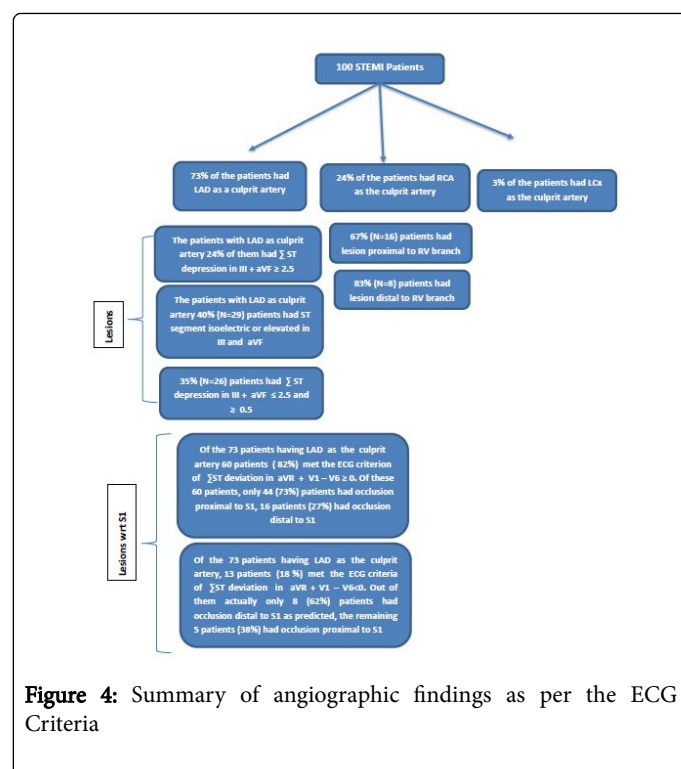 100 STEMI Patients
73% of the patients had
LAD as a culprit artery
24% of the patients had RCA
as the culprit artery
3% of the patients had LCx
as the culprit artery
Lesions
The patients with LAD as culprit
artery 24% of them had ∑ ST
depression in III + aVF ≥ 2.5
67% (N=16) patients had
lesion proximal to RV branch
83% (N=8) patients had
lesion distal to RV branch
The patients with LAD as culprit
artery 40% (N=29) patients had ST
segment isoelectric or elevated in
III and aVF
35% (N=26) patients had ∑ ST
depression in III + aVF ≤ 2.5 and
≥ 0.5
Lesions wrt S1
Of the 73 patients having LAD as the culprit
artery 60 patients ( 82%) met the ECG criterion
of ∑ST deviation in aVR + V1 – V6 ≥ 0. Of these
60 patients, only 44 (73%) patients had occlusion
proximal to S1, 16 patients (27%) had occlusion
distal to S1
Of the 73 patients having LAD as the culprit
artery, 13 patients (18 %) met the ECG criteria
of ∑ST deviation in aVR + V1 – V6<0. Out of
them actually only 8 (62%) patients had
occlusion distal to S1 as predicted, the remaining
5 patients (38%) had occlusion proximal to S1
Figure 4: Summary of angiographic findings as per the ECG
Criteria